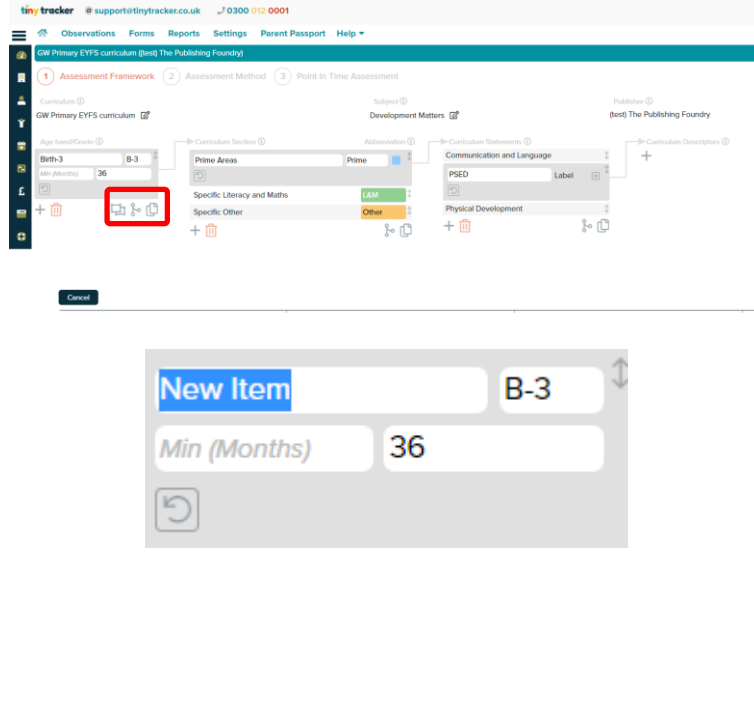 tiny tracker @ support@tinytracker.co.uk 0300 012 0001
Observations Forms Reports Settings Parent Passport Help
GW Primary EYFS curriculum ((test) The Publishing Foundry)
1 Assessment Framework 2 Assessment Method 3 Point In Time Assessment
Curriculum Subject Publisher
GW Primary EYFS curriculum Development Matters (test) The Publishing Foundry
Age band/Grade Curriculum Section Abbreviation Curriculum Statements Curriculum Descriptors
Birth-3 B-3 Prime Areas Prime Communication and Language
Min (Months) 36 PSED Label
Specific Literacy and Maths L&M
Specific Other Other Physical Development
Cancel
New Item B-3
Min (Months) 36